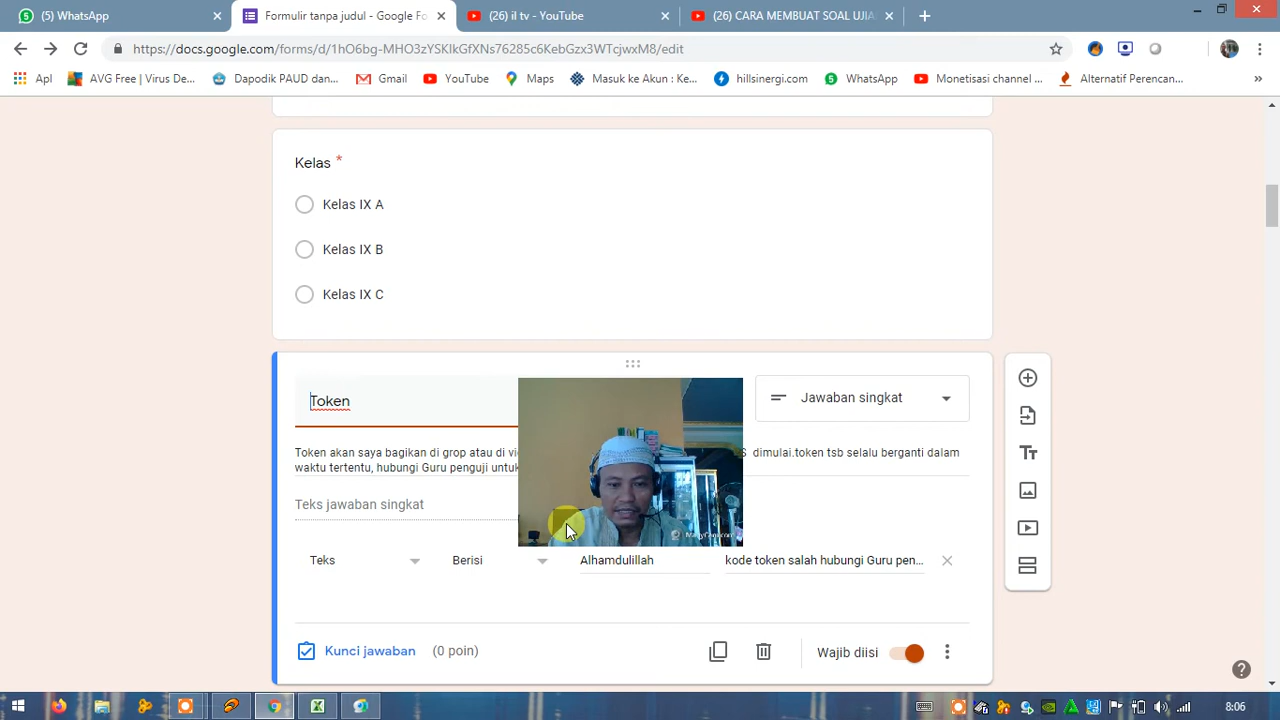 (5) WhatsApp
Formulir tanpa judul - Google Fo
(26) il tv - YouTube
(26) CARA MEMBUAT SOAL UJIA
https://docs.google.com/forms/d/1hO6bg-MHO3zYSKIkGfXNs76285c6KebGzx3WTcjwxM8/edit
Apl
AVG Free | Virus De...
Dapodik PAUD dan...
Gmail
YouTube
Maps
Masuk ke Akun : Ke...
hillsinergi.com
WhatsApp
Monetisasi channel ...
Alternatif Perencan...
Kelas *
Kelas IX A
Kelas IX B
Kelas IX C
Token
Jawaban singkat
Token akan saya bagikan di grop atau di vi
S dimulai.token tsb selalu berganti dalam
waktu tertentu, hubungi Guru penguji untuk
Teks jawaban singkat
Teks
Berisi
Alhamdulillah
kode token salah hubungi Guru pen...
Kunci jawaban
(0 poin)
Wajib diisi
8:06